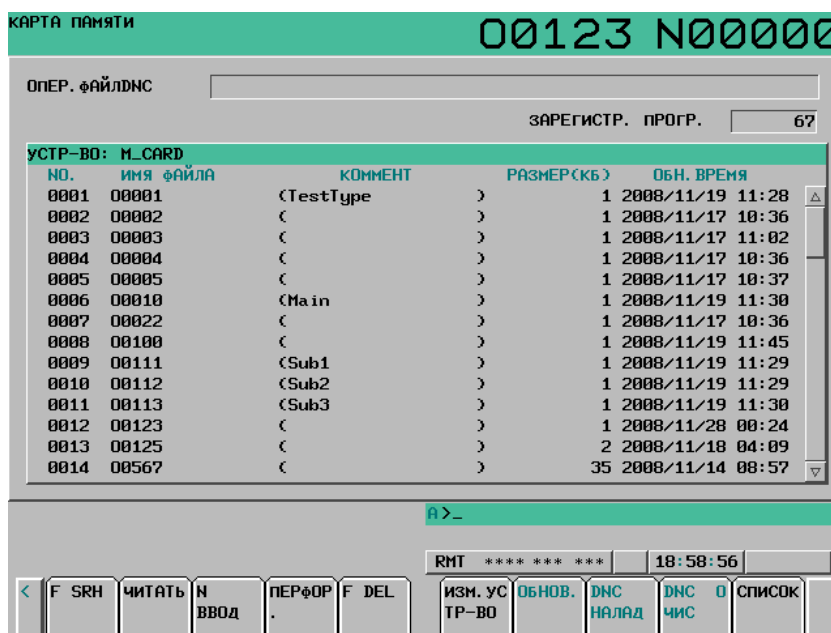 КАРТА ПАМЯТИ O0123 N00000
ОПЕР.ФАЙЛDNC
ЗАРЕГИСТР. ПРОГР. 67
УСТР-ВО: M_CARD
NO. ИМЯ ФАЙЛА КОММЕНТ РАЗМЕР(КБ) ОБН.ВРЕМЯ
0001 O0001 (TestType ) 1 2008/11/19 11:28
0002 O0002 ( ) 1 2008/11/17 10:36
0003 O0003 ( ) 1 2008/11/17 11:02
0004 O0004 ( ) 1 2008/11/17 10:36
0005 O0005 ( ) 1 2008/11/17 10:37
0006 O0010 (Main ) 1 2008/11/19 11:30
0007 O0022 ( ) 1 2008/11/17 10:36
0008 O0100 ( ) 1 2008/11/19 11:45
0009 O0111 (Sub1 ) 1 2008/11/19 11:29
0010 O0112 (Sub2 ) 1 2008/11/19 11:29
0011 O0113 (Sub3 ) 1 2008/11/19 11:30
0012 O0123 ( ) 1 2008/11/28 00:24
0013 O0125 ( ) 2 2008/11/18 04:09
0014 O0567 ( ) 35 2008/11/14 08:57
A>_
RMT **** *** *** 18:58:56
< F SRH ЧИТАТЬ N ПЕРФОР F DEL ИЗМ.УС ОБНОВ. DNC DNC О СПИСОК
ВВОД . ТР-ВО НАЛАД ЧИС